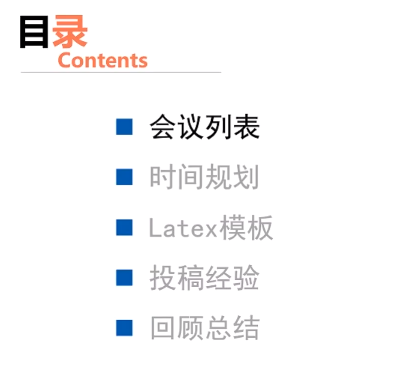 目录
Contents
会议列表
时间规划
Latex模板
投稿经验
回顾总结